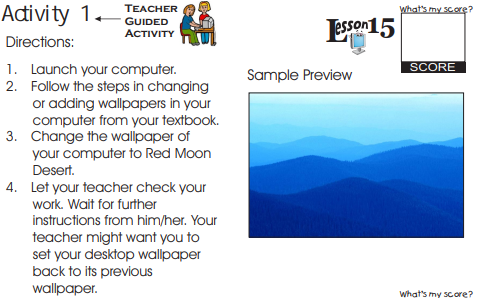 Activity 1
TEACHER
GUIDED
ACTIVITY
Directions:
1. Launch your computer.
2. Follow the steps in changing
or adding wallpapers in your
computer from your textbook.
3. Change the wallpaper of
your computer to Red Moon
Desert.
4. Let your teacher check your
work. Wait for further
instructions from him/her. Your
teacher might want you to
set your desktop wallpaper
back to its previous
wallpaper.
Lesson 15
What's my score?
SCORE
Sample Preview
What's my score?